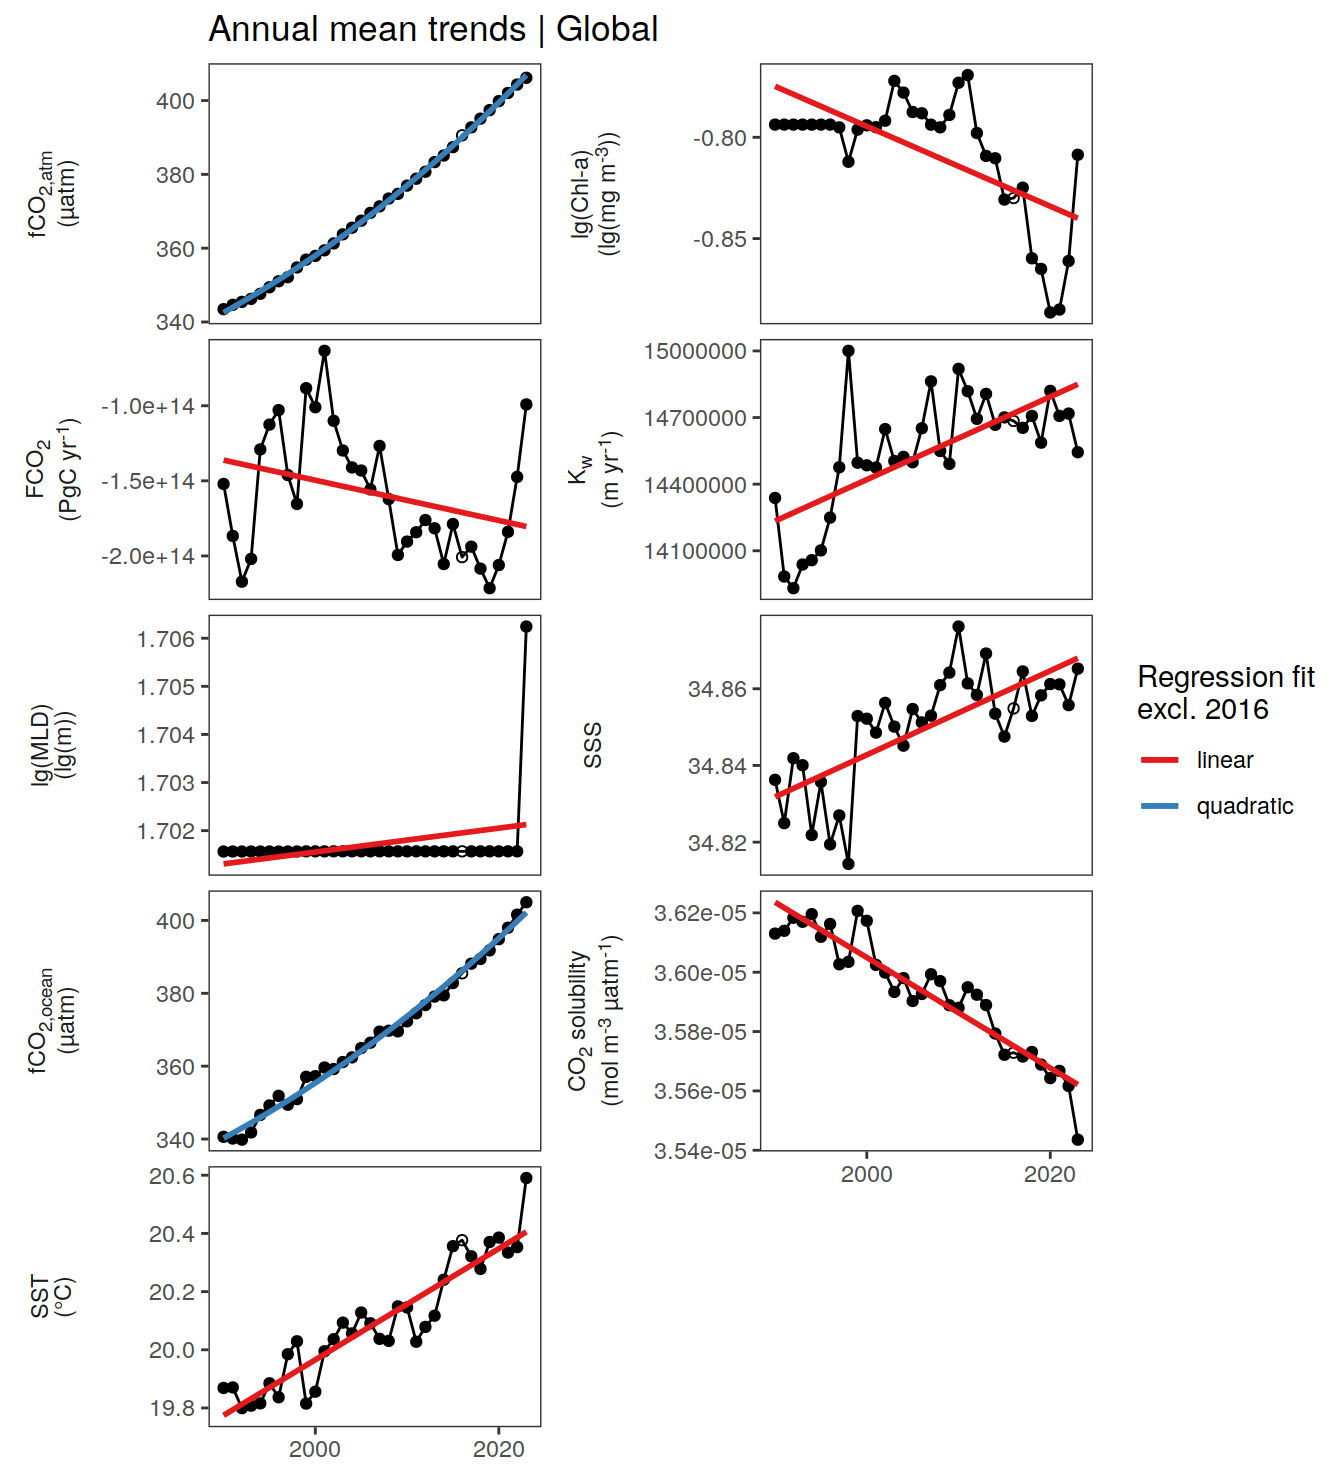 Annual mean trends | Global
fCO2,atm
(µatm)
400
380
360
340
lg(Chl-a)
(lg(mg m-3))
-0.80
-0.85
FCO2
(PgC yr-1)
-1.0e+14
-1.5e+14
-2.0e+14
Kw
(m yr-1)
15000000
14700000
14400000
14100000
lg(MLD)
(lg(m))
1.706
1.705
1.704
1.703
1.702
SSS
34.86
34.84
34.82
fCO2,ocean
(µatm)
400
380
360
340
CO2 solubility
(mol m-3 µatm-1)
3.62e-05
3.60e-05
3.58e-05
3.56e-05
3.54e-05
2000
2020
SST
(°C)
20.6
20.4
20.2
20.0
19.8
2000
2020
Regression fit
excl. 2016
linear
quadratic